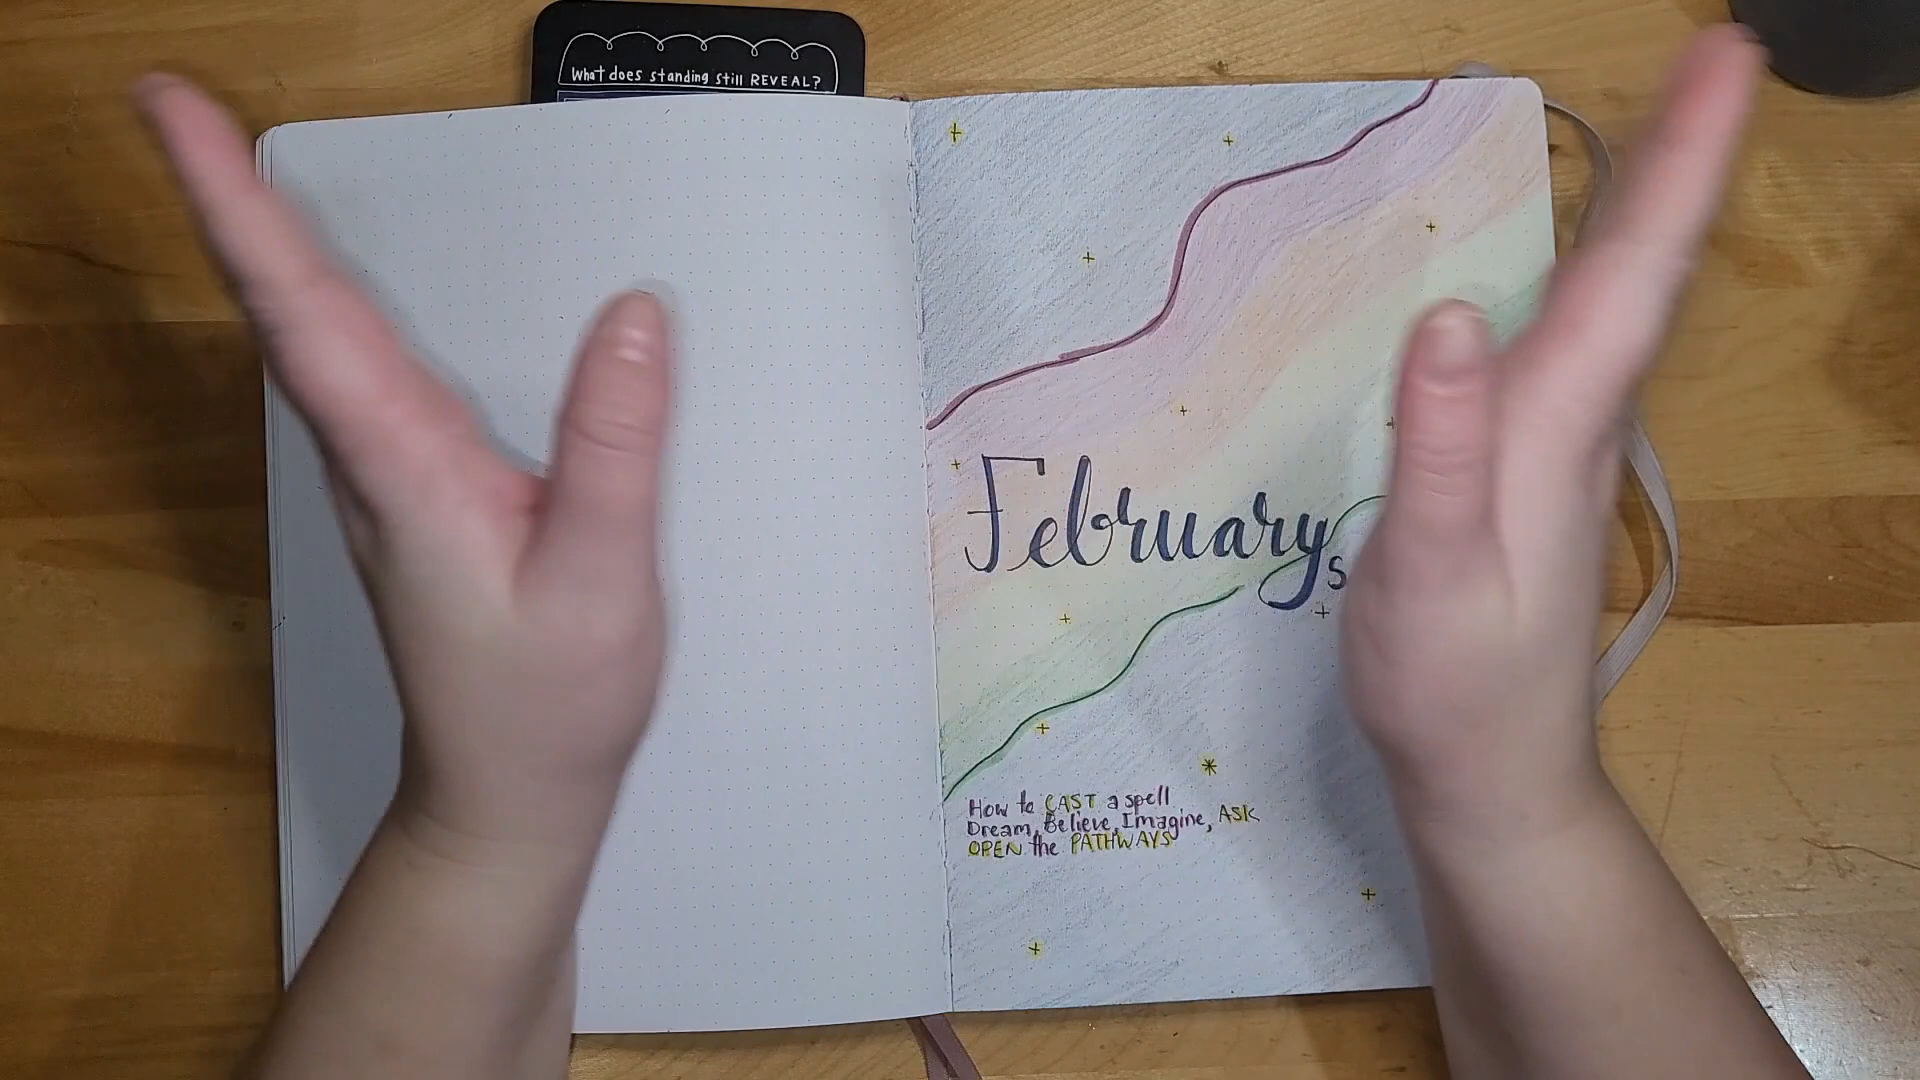 What does standing still REVEAL?
February
How to CAST a spell
Dream, Believe, Imagine, ASK
OPEN the PATHWAYS